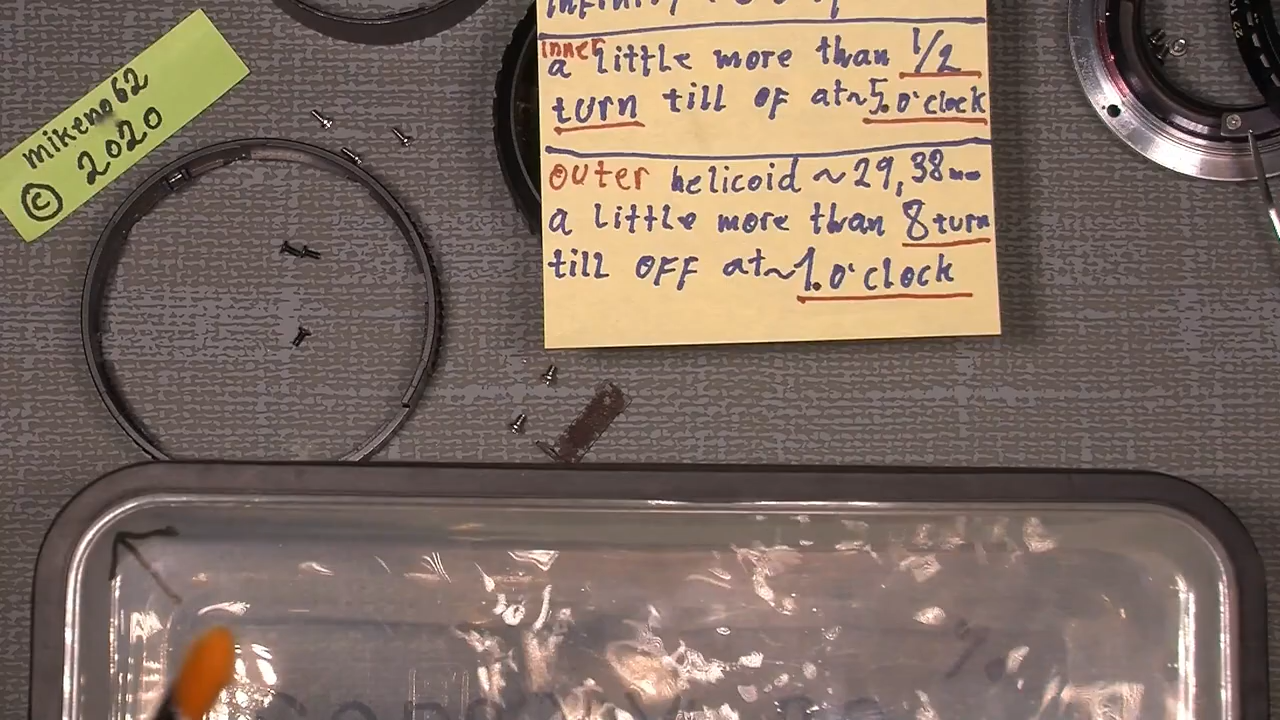 mikeno62
© 2020
inner
a little more than 1/2
turn till OF at ~ 5. o'clock
outer helicoid ~ 29,38mm
a little more than 8 turn
till OFF at ~ 1. o'clock